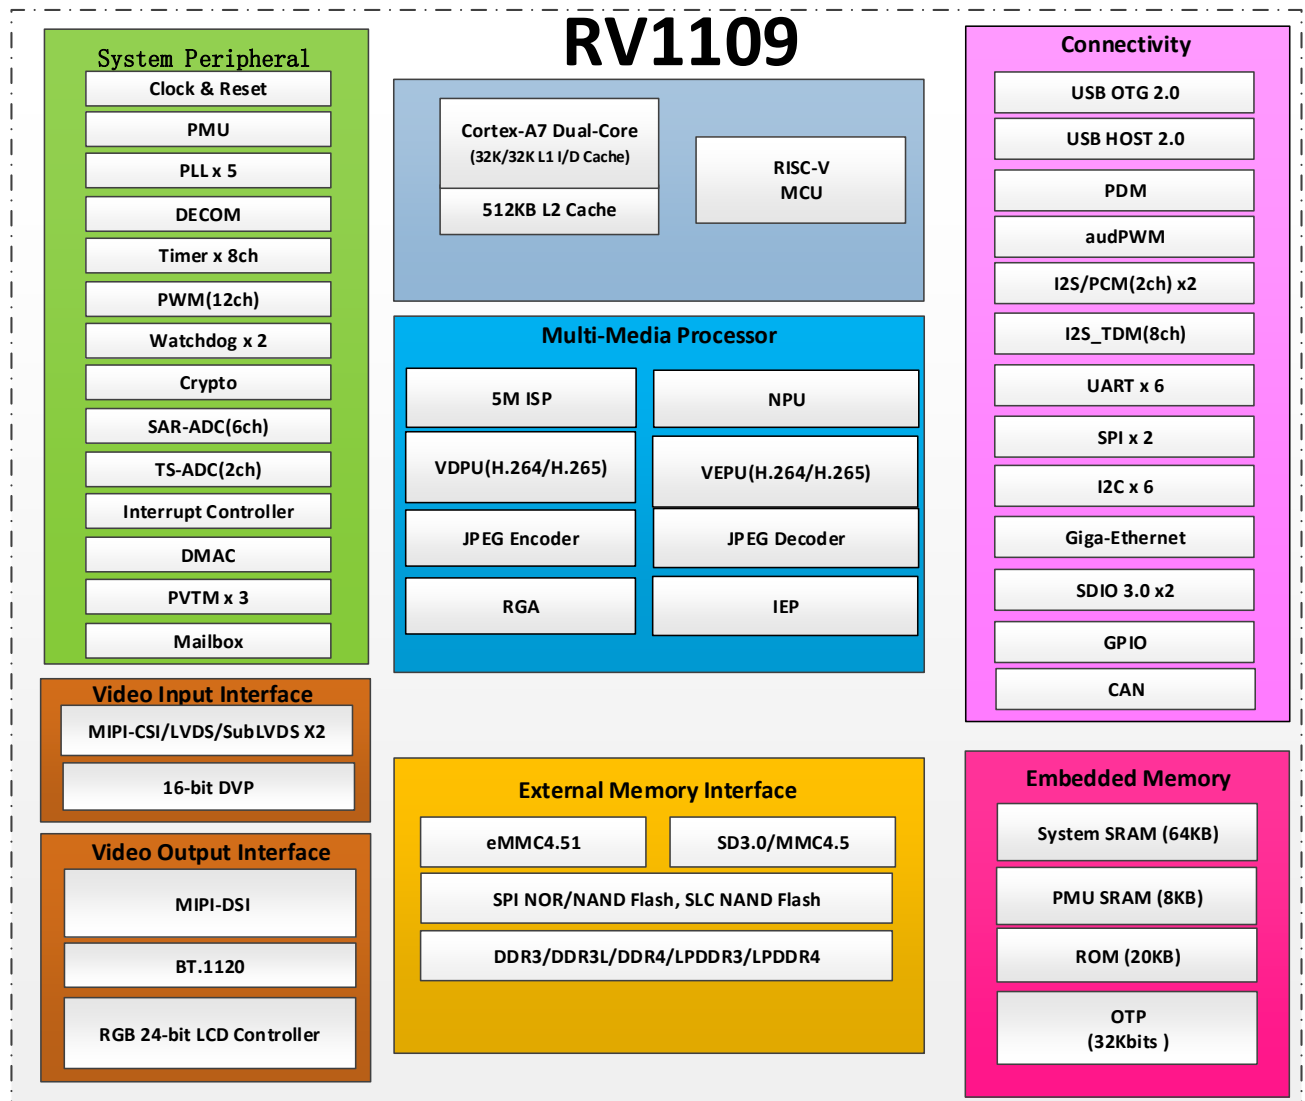 RV1109
System Peripheral
Clock & Reset
PMU
PLL x 5
DECOM
Timer x 8ch
PWM(12ch)
Watchdog x 2
Crypto
SAR-ADC(6ch)
TS-ADC(2ch)
Interrupt Controller
DMAC
PVTM x 3
Mailbox
Video Input Interface
MIPI-CSI/LVDS/SubLVDS X2
16-bit DVP
Video Output Interface
MIPI-DSI
BT.1120
RGB 24-bit LCD Controller
Cortex-A7 Dual-Core
(32K/32K L1 I/D Cache)
512KB L2 Cache
RISC-V
MCU
Multi-Media Processor
5M ISP
NPU
VDPU(H.264/H.265)
VEPU(H.264/H.265)
JPEG Encoder
JPEG Decoder
RGA
IEP
External Memory Interface
eMMC4.51
SD3.0/MMC4.5
SPI NOR/NAND Flash, SLC NAND Flash
DDR3/DDR3L/DDR4/LPDDR3/LPDDR4
Connectivity
USB OTG 2.0
USB HOST 2.0
PDM
audPWM
I2S/PCM(2ch) x2
I2S_TDM(8ch)
UART x 6
SPI x 2
I2C x 6
Giga-Ethernet
SDIO 3.0 x2
GPIO
CAN
Embedded Memory
System SRAM (64KB)
PMU SRAM (8KB)
ROM (20KB)
OTP
(32Kbits )